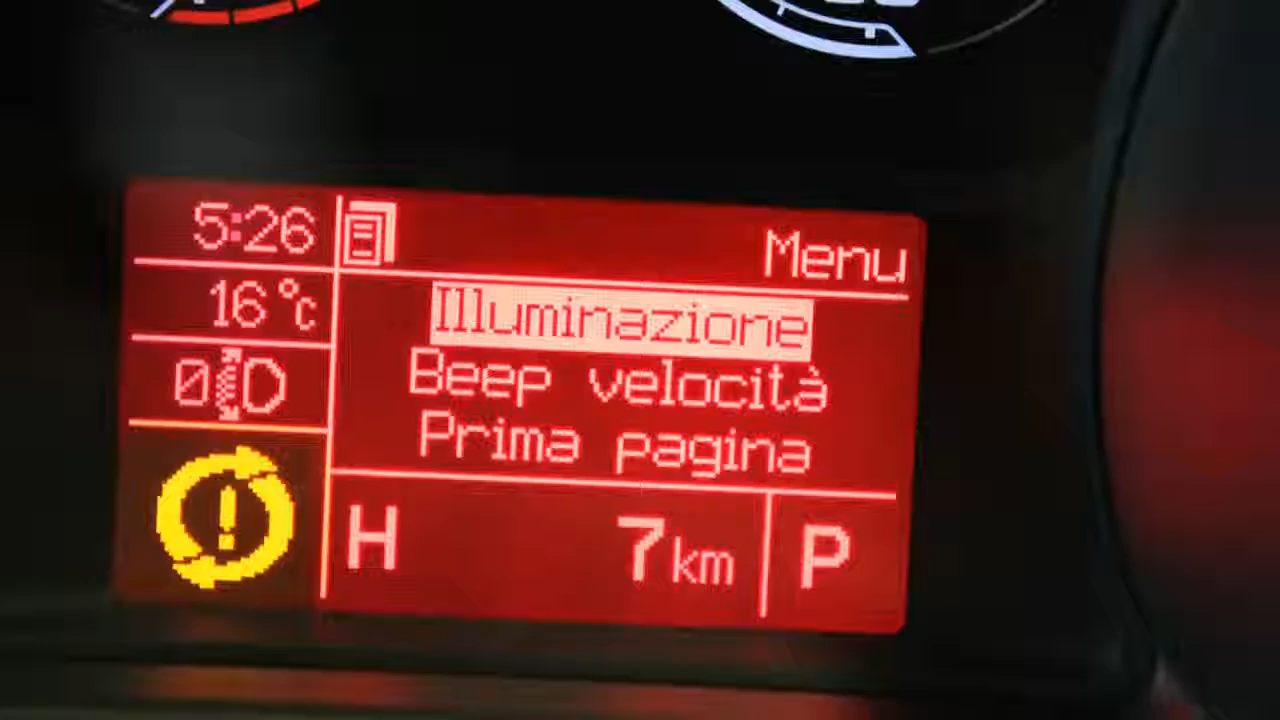 5:26
Menu
16°C
Illuminazione
0
Beep velocità
Prima pagina
!
H 7km P